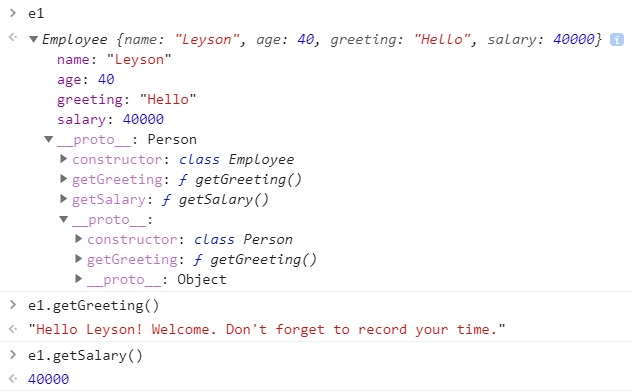 > e1
▼ Employee {name: "Leyson", age: 40, greeting: "Hello", salary: 40000} i
name: "Leyson"
age: 40
greeting: "Hello"
salary: 40000
▼ __proto__: Person
▶ constructor: class Employee
▶ getGreeting: ƒ getGreeting()
▶ getSalary: ƒ getSalary()
▼ __proto__:
▶ constructor: class Person
▶ getGreeting: ƒ getGreeting()
▶ __proto__: Object
> e1.getGreeting()
"Hello Leyson! Welcome. Don't forget to record your time."
> e1.getSalary()
40000